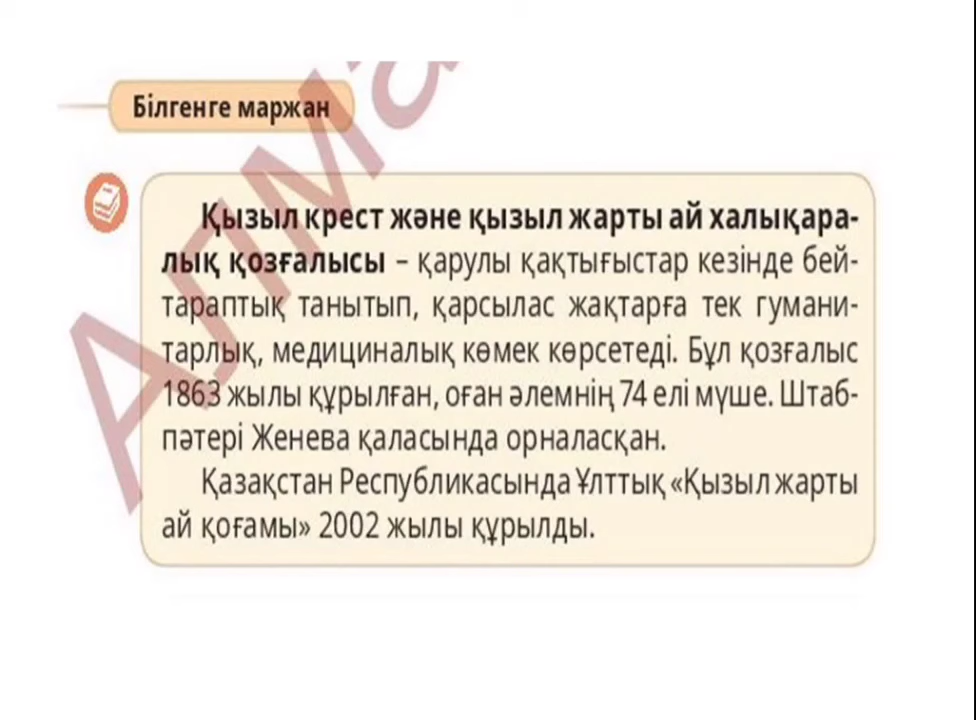 Білгенге маржан
Қызыл крест және қызыл жарты ай халықара-
лық қозғалысы – қарулы қақтығыстар кезінде бей-
тараптық танытып, қарсылас жақтарға тек гумани-
тарлық, медициналық көмек көрсетеді. Бұл қозғалыс
1863 жылы құрылған, оған әлемнің 74 елі мүше. Штаб-
пәтері Женева қаласында орналасқан.
Қазақстан Республикасында Ұлттық «Қызыл жарты
ай қоғамы» 2002 жылы құрылды.
Алма